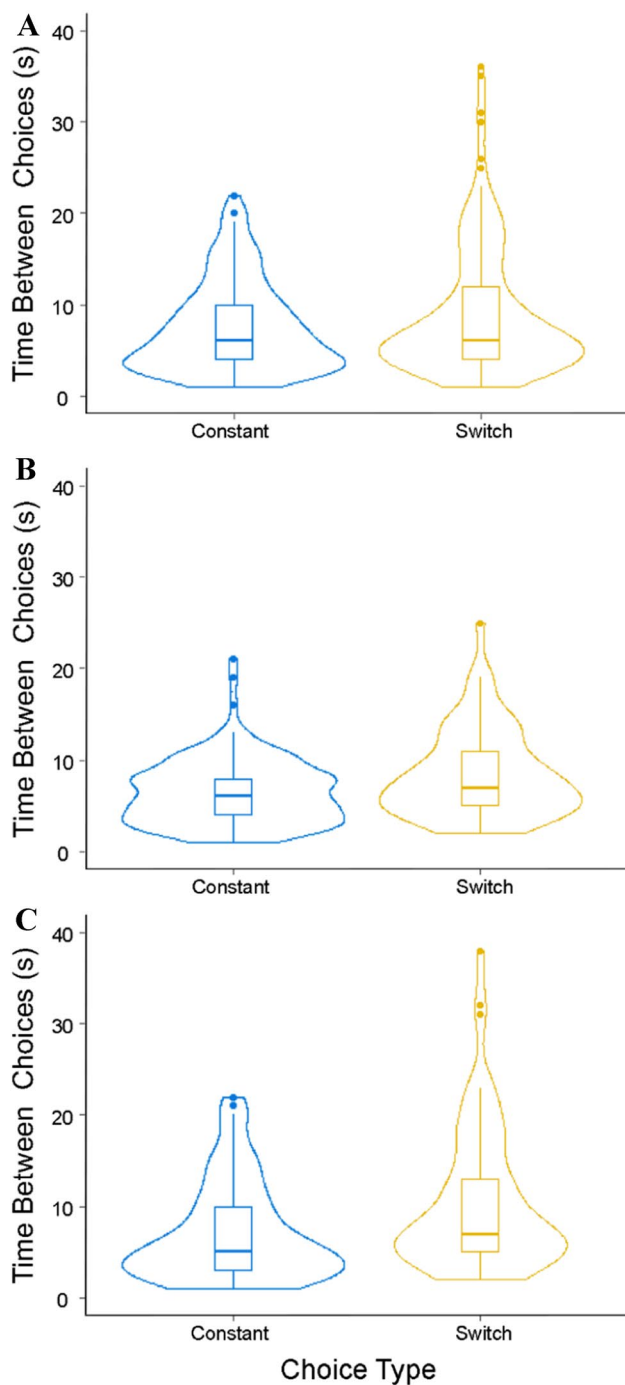 A
Time Between Choices (s)
40
30
20
10
0
Constant
Switch
B
Time Between Choices (s)
40
30
20
10
0
Constant
Switch
C
Time Between Choices (s)
40
30
20
10
0
Constant
Switch
Choice Type